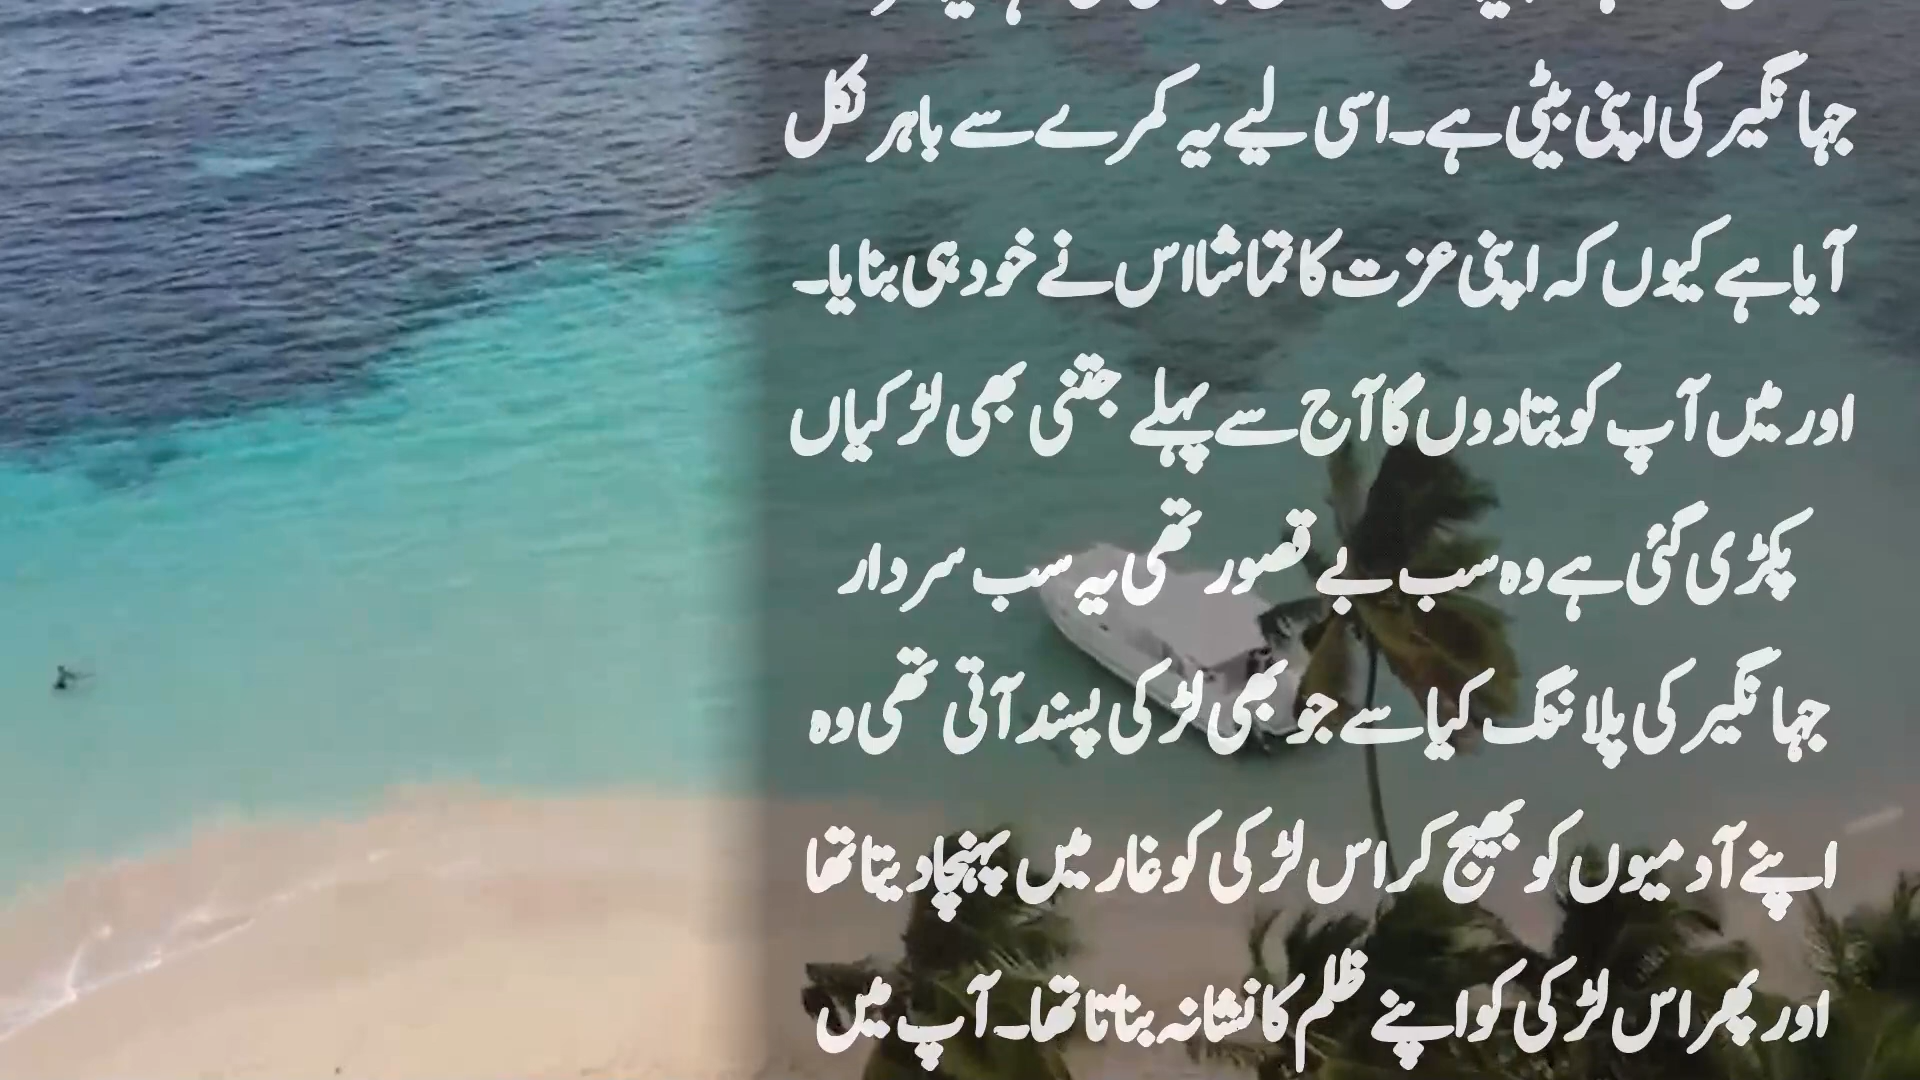 جہانگیر کی اپنی بیٹی ہے۔ اسی لیے یہ کمرے سے باہر نکل
آیا ہے کیوں کہ اپنی عزت کا تماشا اس نے خود ہی بنایا۔
اور میں آپ کو بتا دوں گا آج سے پہلے جتنی بھی لڑکیاں
پکڑی گئی ہے وہ سب بے قصور تھی یہ سب سردار
جہانگیر کی پلاننگ کیا سے جو بھی لڑکی پسند آتی تھی وہ
اپنے آدمیوں کو بھیج کر اس لڑکی کو غار میں پہنچا دیتا تھا
اور پھر اس لڑکی کو اپنے ظلم کا نشانہ بناتا تھا۔ آپ میں